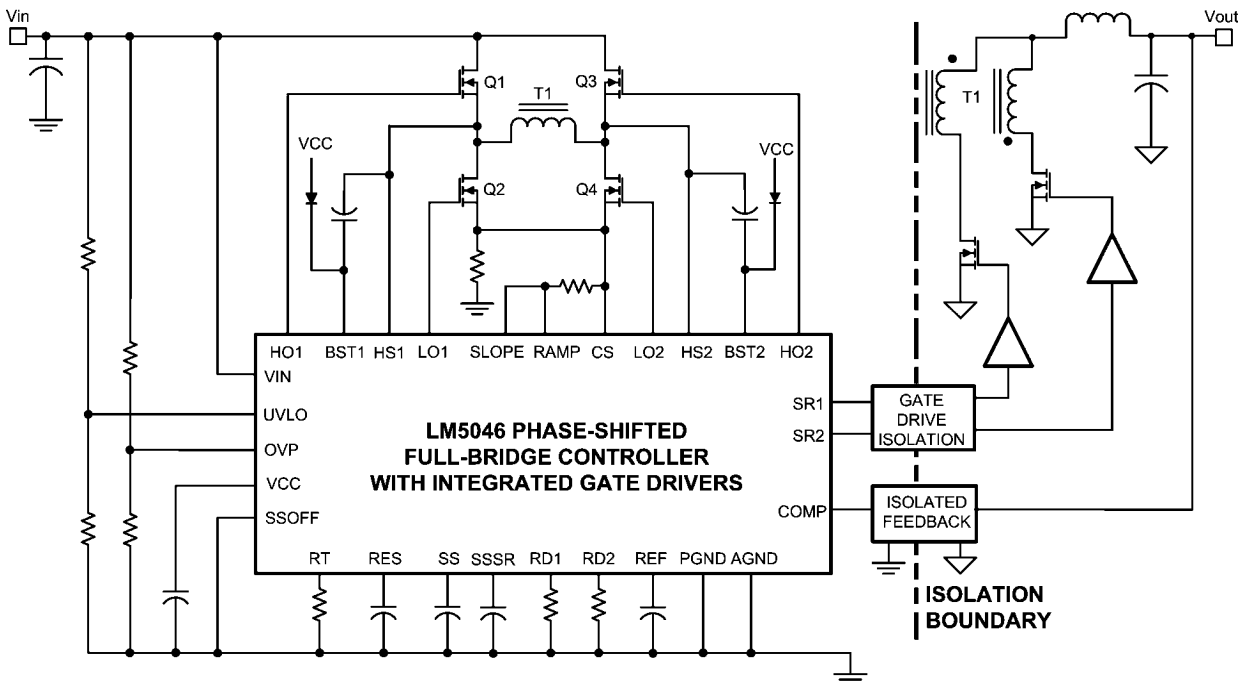 Vin
Vout
Q1
Q3
T1
T1
VCC
VCC
Q2
Q4
HO1
BST1
HS1
LO1
SLOPE
RAMP
CS
LO2
HS2
BST2
HO2
VIN
UVLO
OVP
VCC
SSOFF
LM5046 PHASE-SHIFTED
FULL-BRIDGE CONTROLLER
WITH INTEGRATED GATE DRIVERS
SR1
SR2
COMP
GATE
DRIVE
ISOLATION
ISOLATED
FEEDBACK
RT
RES
SS
SSSR
RD1
RD2
REF
PGND
AGND
ISOLATION
BOUNDARY